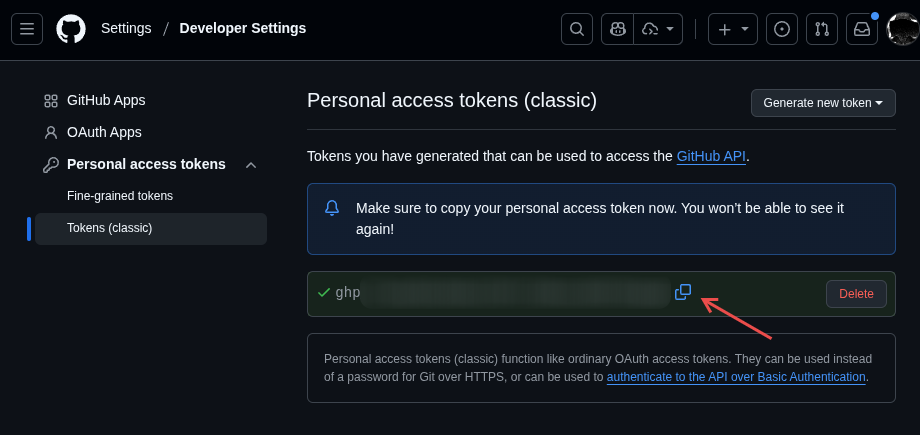 Settings / Developer Settings
GitHub Apps
OAuth Apps
Personal access tokens
Fine-grained tokens
Tokens (classic)
Personal access tokens (classic)
Generate new token
Tokens you have generated that can be used to access the GitHub API.
Make sure to copy your personal access token now. You won't be able to see it
again!
ghp
Delete
Personal access tokens (classic) function like ordinary OAuth access tokens. They can be used instead
of a password for Git over HTTPS, or can be used to authenticate to the API over Basic Authentication.